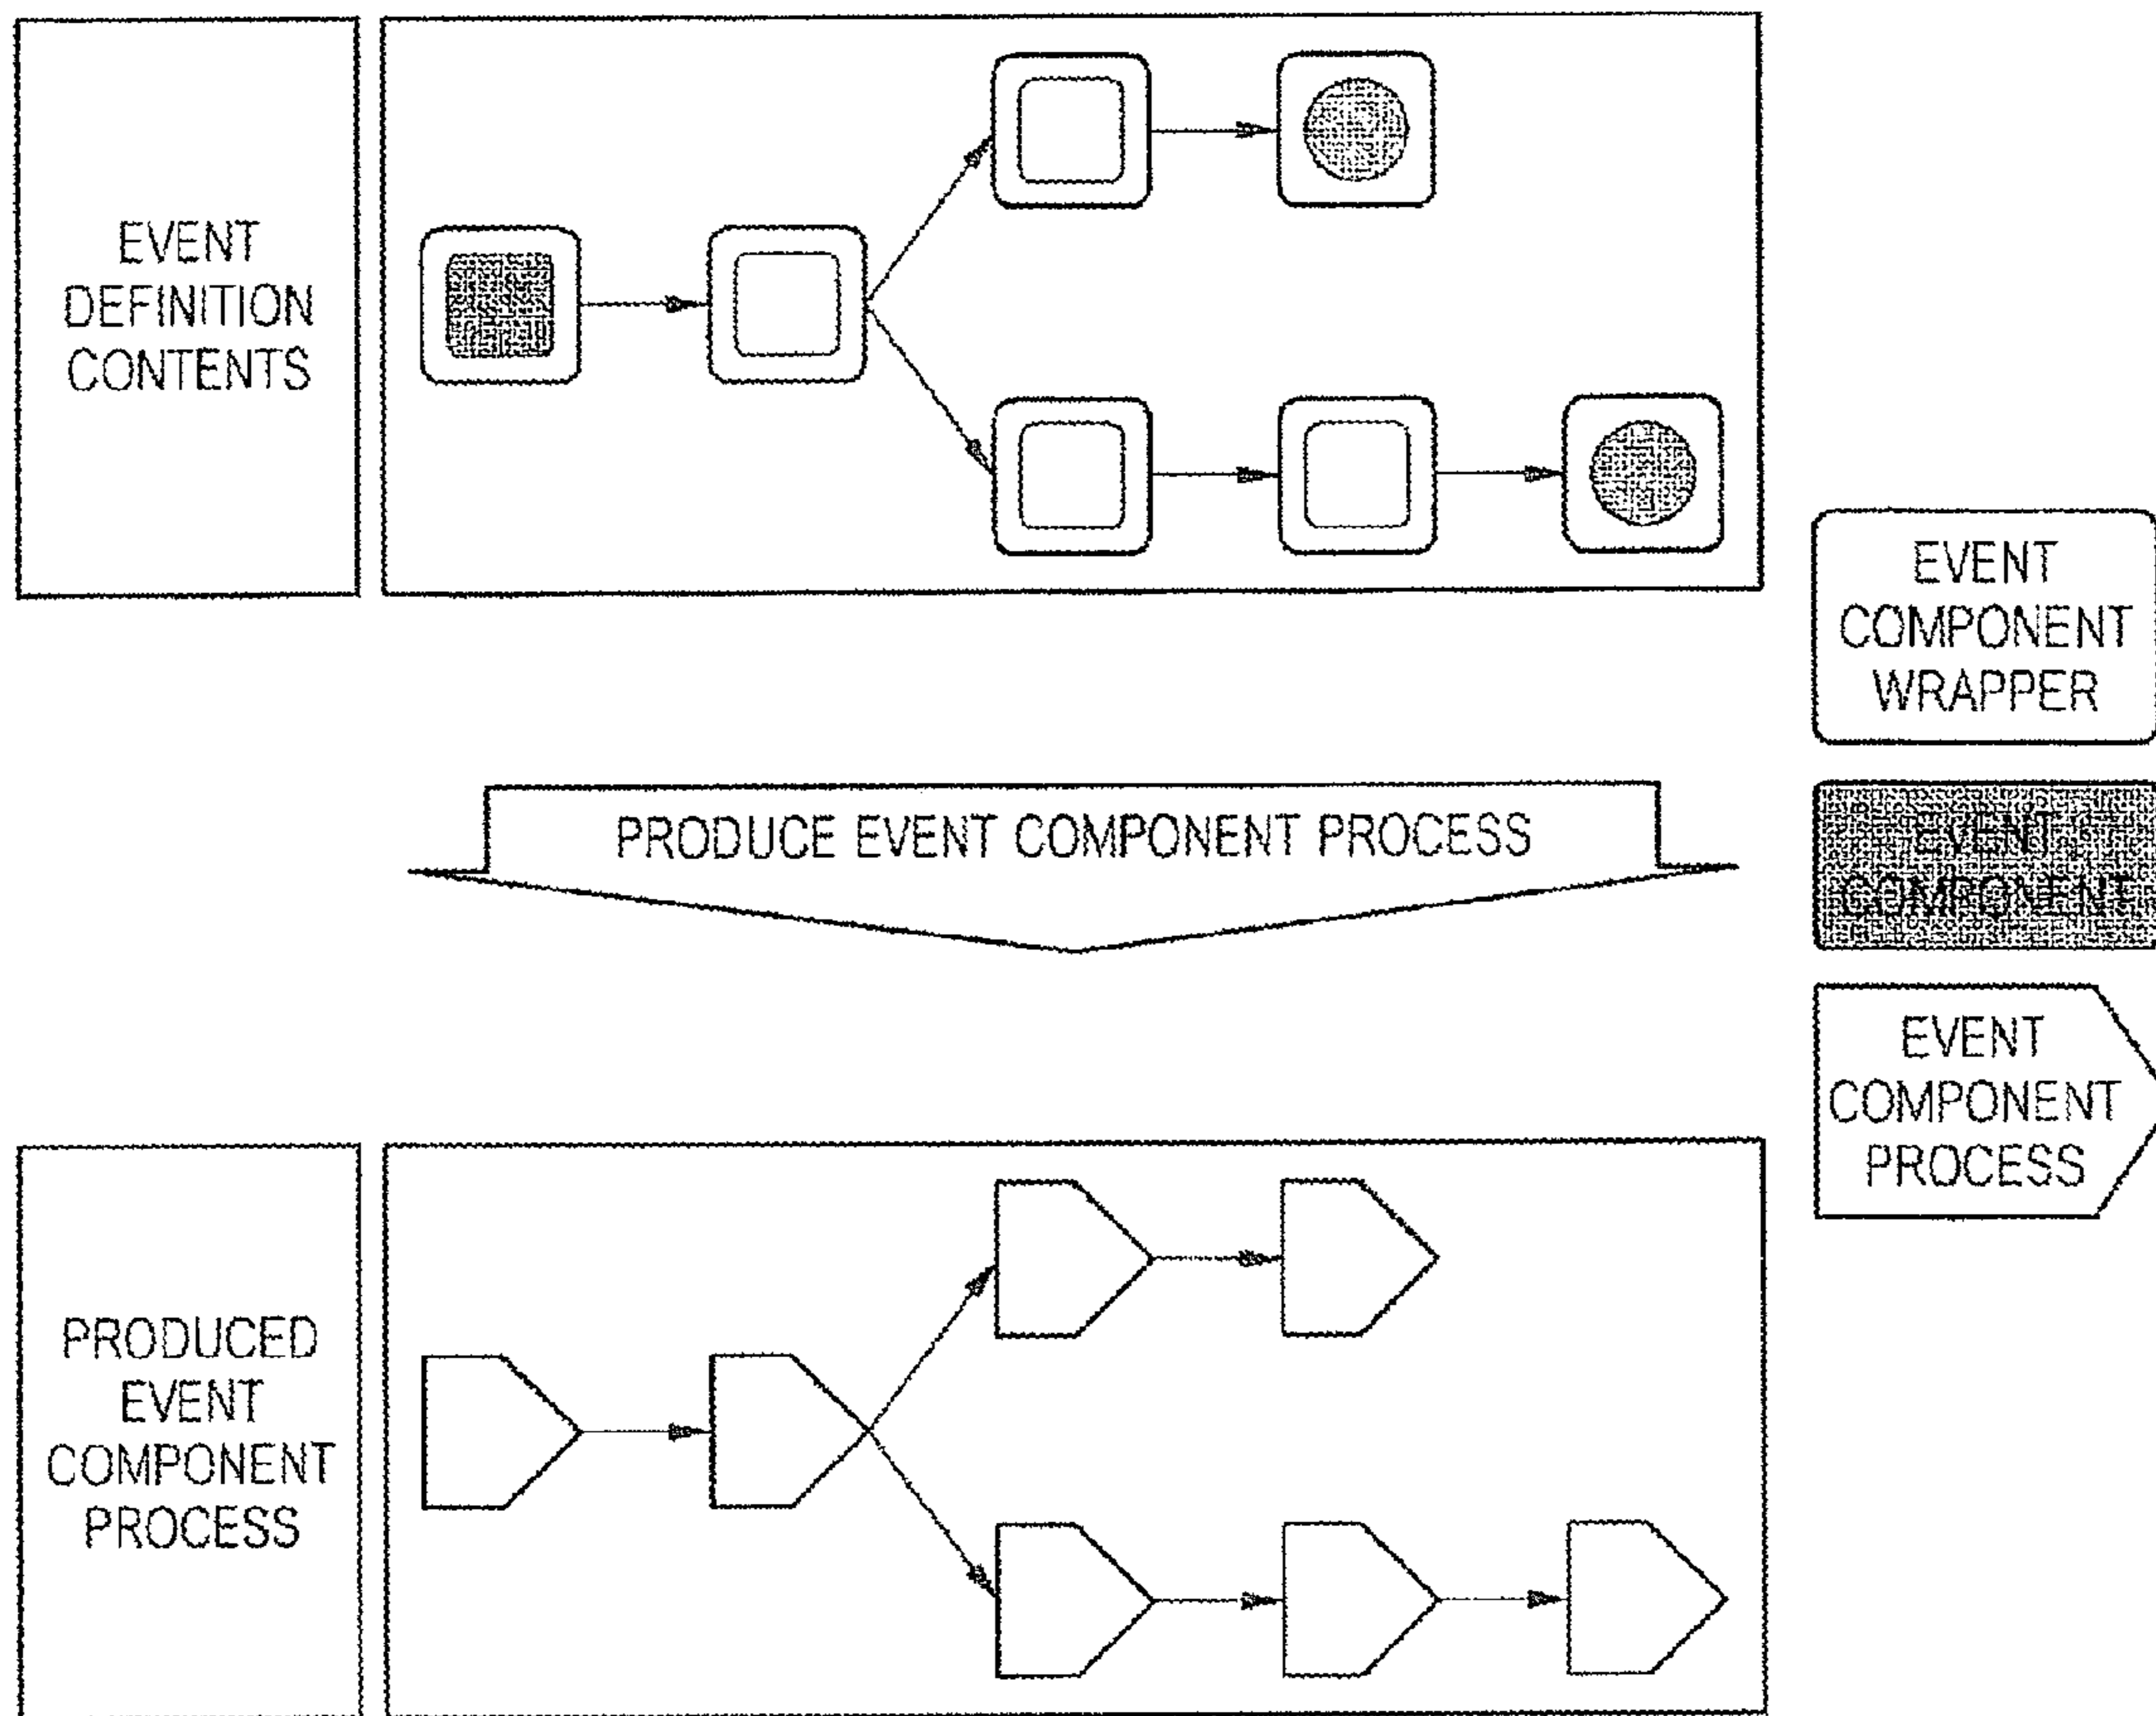 EVENT
DEFINITION
CONTENTS
EVENT
COMPONENT
WRAPPER
PRODUCE EVENT COMPONENT PROCESS
EVENT
COMPONENT
EVENT
COMPONENT
PROCESS
PRODUCED
EVENT
COMPONENT
PROCESS